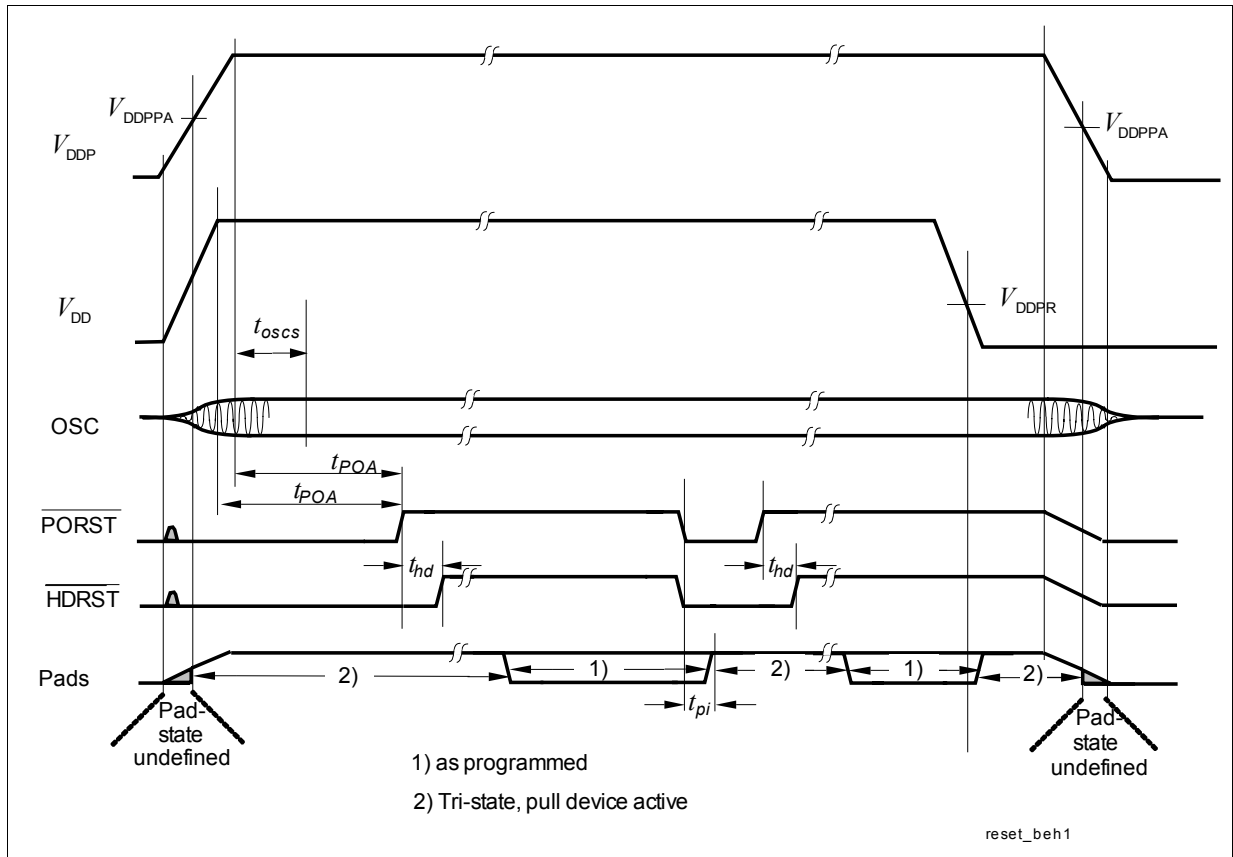 VDDPPA
VDDPPA
VDDP
VDD
VDDPR
toscs
OSC
tPOA
tPOA
PORST
thd
thd
HDRST
Pads
2)
1)
2)
1)
2)
tpi
Pad-
state
undefined
Pad-
state
undefined
1) as programmed
2) Tri-state, pull device active
reset_beh1